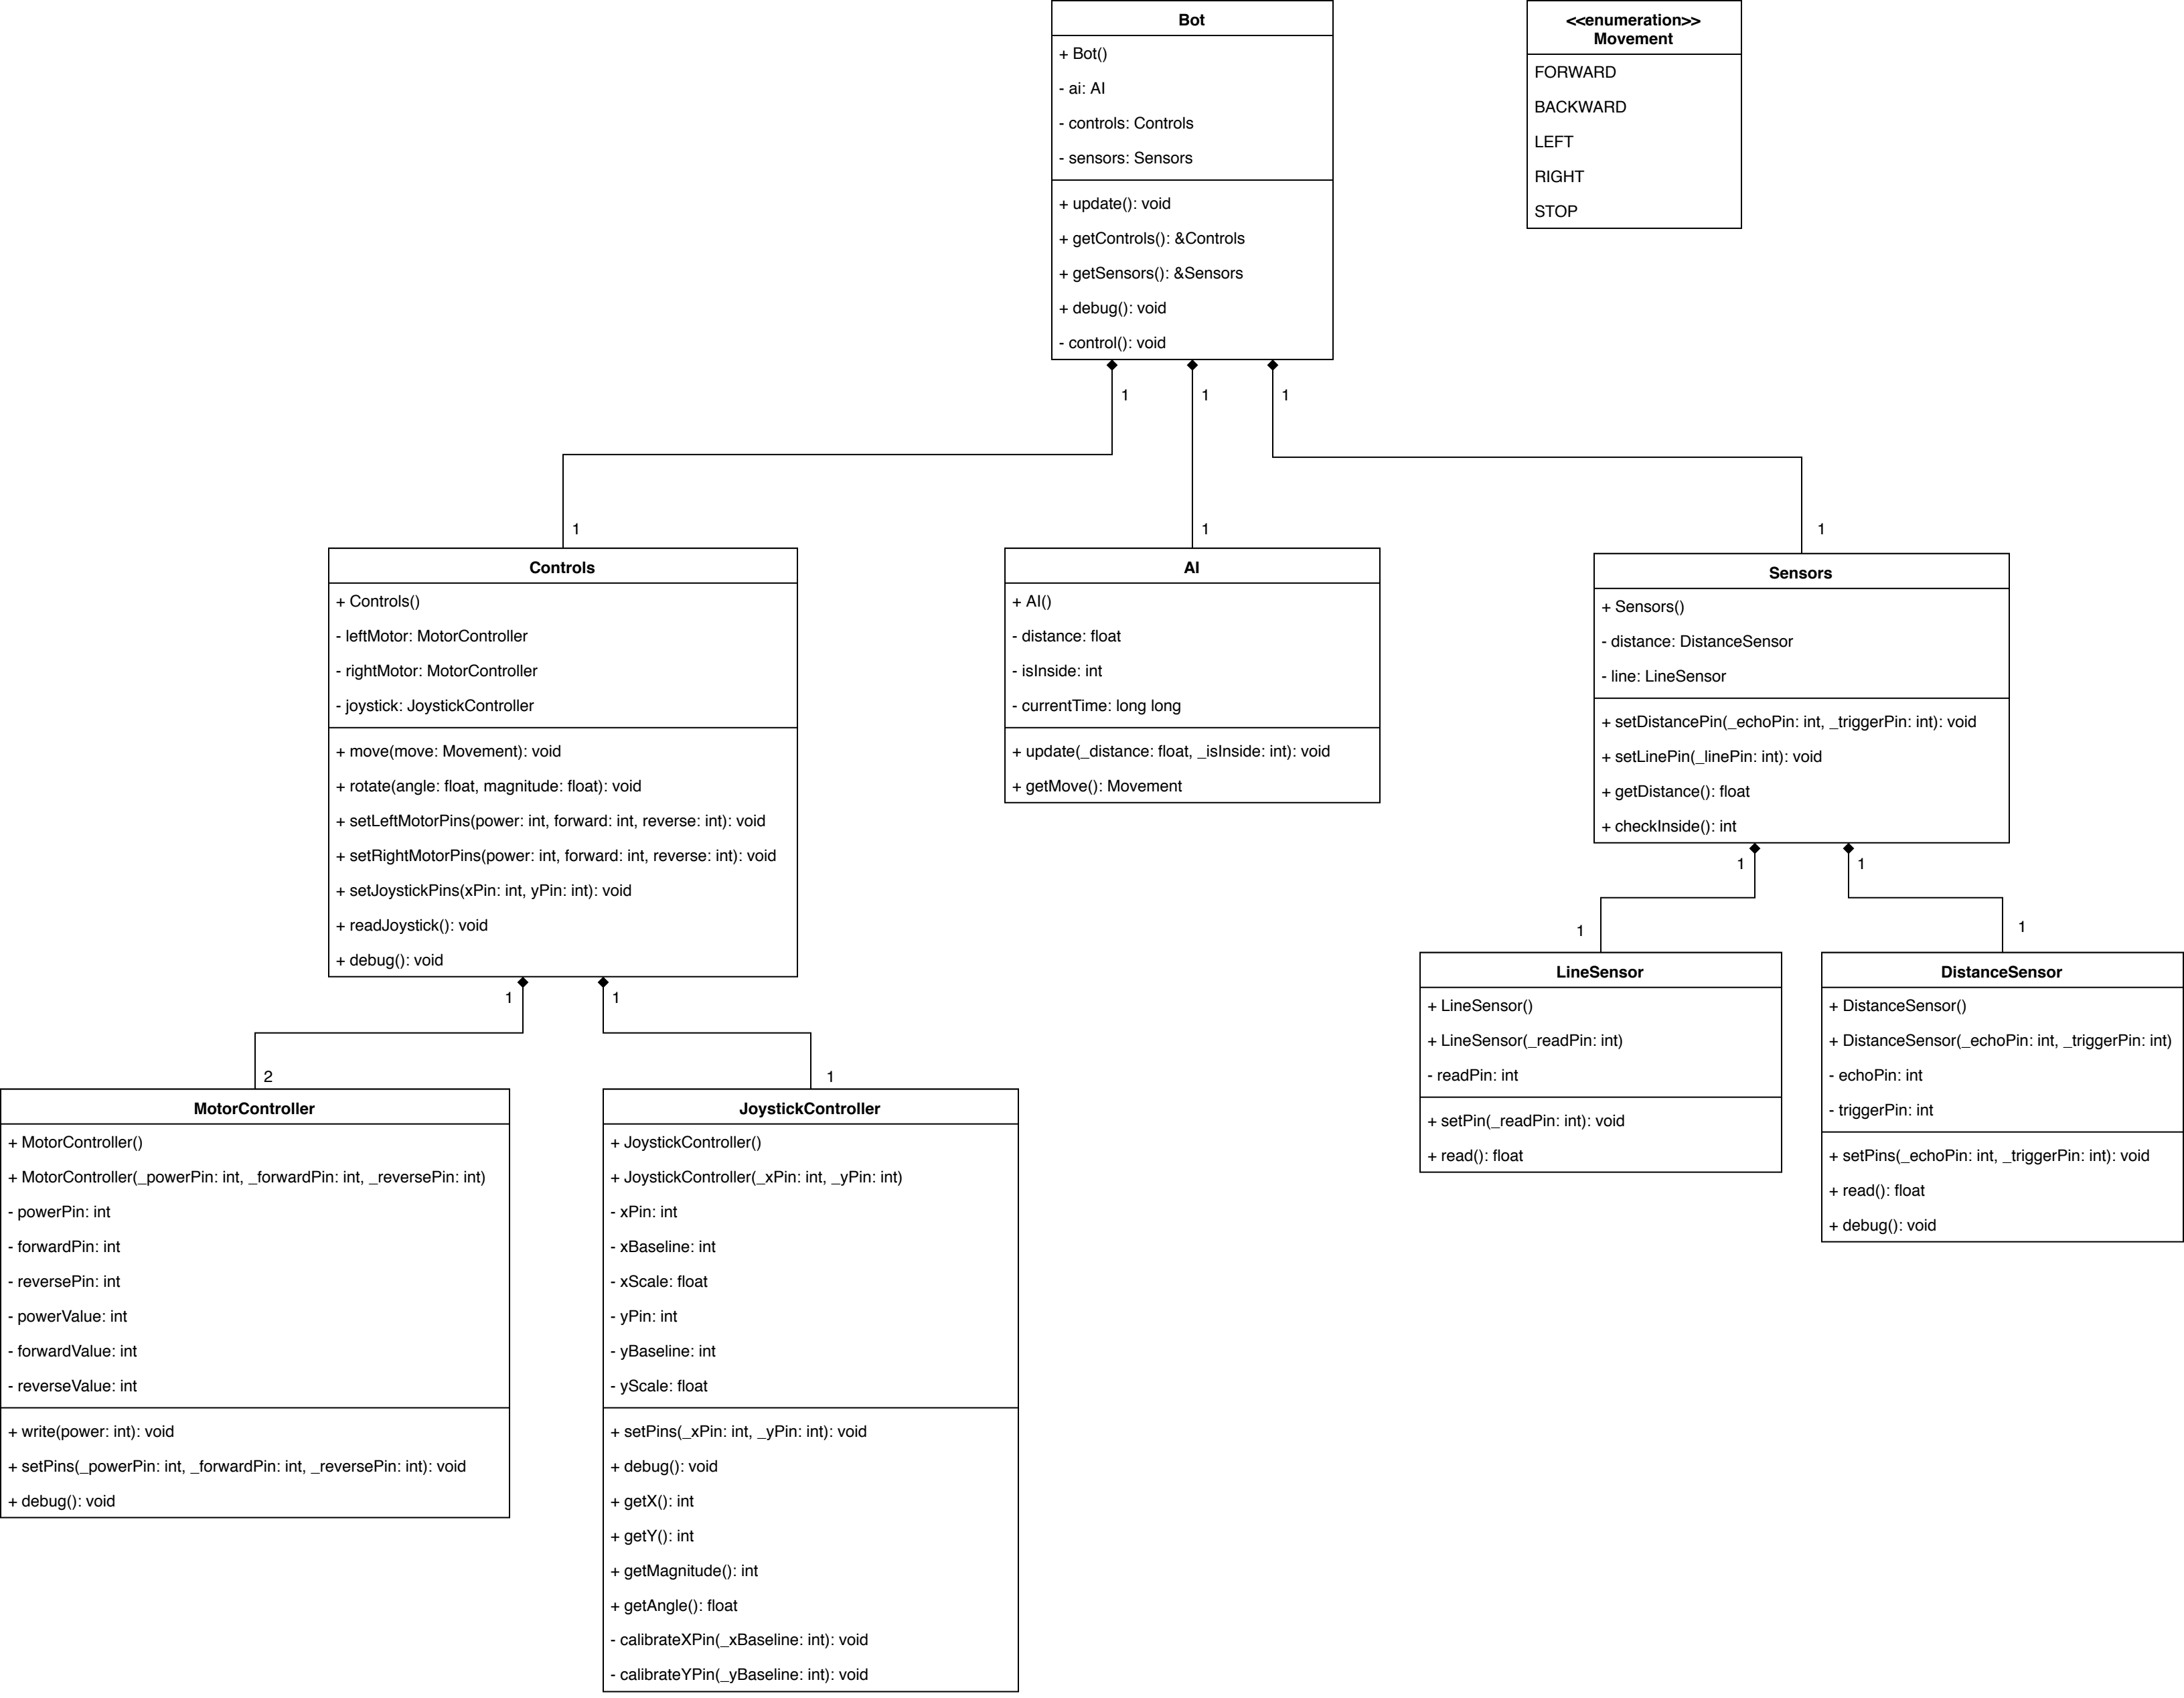 Bot
+ Bot()
- ai: AI
- controls: Controls
- sensors: Sensors
+ update(): void
+ getControls(): &Controls
+ getSensors(): &Sensors
+ debug(): void
- control(): void
<<enumeration>>
Movement
FORWARD
BACKWARD
LEFT
RIGHT
STOP
1
1
1
1
1
1
Controls
+ Controls()
- leftMotor: MotorController
- rightMotor: MotorController
- joystick: JoystickController
+ move(move: Movement): void
+ rotate(angle: float, magnitude: float): void
+ setLeftMotorPins(power: int, forward: int, reverse: int): void
+ setRightMotorPins(power: int, forward: int, reverse: int): void
+ setJoystickPins(xPin: int, yPin: int): void
+ readJoystick(): void
+ debug(): void
AI
+ AI()
- distance: float
- isInside: int
- currentTime: long long
+ update(_distance: float, _isInside: int): void
+ getMove(): Movement
Sensors
+ Sensors()
- distance: DistanceSensor
- line: LineSensor
+ setDistancePin(_echoPin: int, _triggerPin: int): void
+ setLinePin(_linePin: int): void
+ getDistance(): float
+ checkInside(): int
1
1
1
1
LineSensor
+ LineSensor()
+ LineSensor(_readPin: int)
- readPin: int
+ setPin(_readPin: int): void
+ read(): float
DistanceSensor
+ DistanceSensor()
+ DistanceSensor(_echoPin: int, _triggerPin: int)
- echoPin: int
- triggerPin: int
+ setPins(_echoPin: int, _triggerPin: int): void
+ read(): float
+ debug(): void
1
1
2
1
MotorController
+ MotorController()
+ MotorController(_powerPin: int, _forwardPin: int, _reversePin: int)
- powerPin: int
- forwardPin: int
- reversePin: int
- powerValue: int
- forwardValue: int
- reverseValue: int
+ write(power: int): void
+ setPins(_powerPin: int, _forwardPin: int, _reversePin: int): void
+ debug(): void
JoystickController
+ JoystickController()
+ JoystickController(_xPin: int, _yPin: int)
- xPin: int
- xBaseline: int
- xScale: float
- yPin: int
- yBaseline: int
- yScale: float
+ setPins(_xPin: int, _yPin: int): void
+ debug(): void
+ getX(): int
+ getY(): int
+ getMagnitude(): int
+ getAngle(): float
- calibrateXPin(_xBaseline: int): void
- calibrateYPin(_yBaseline: int): void